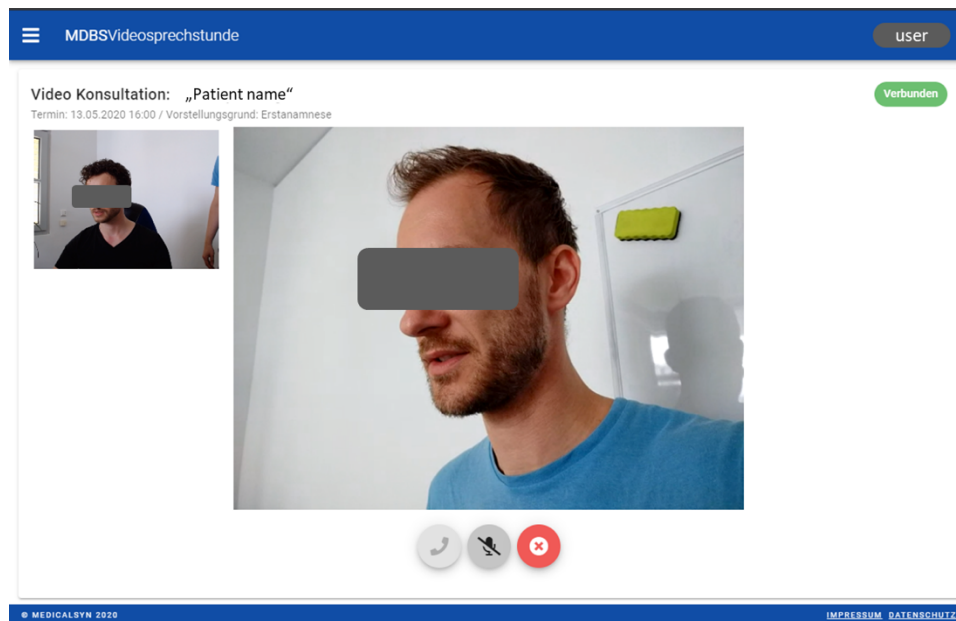 MDBSVideosprechstunde
user
Video Konsultation: „Patient name“
Verbunden
Termin: 13.05.2020 16:00 / Vorstellungsgrund: Erstanamnese
© MEDICALSYN 2020
IMPRESSUM DATENSCHUTZ